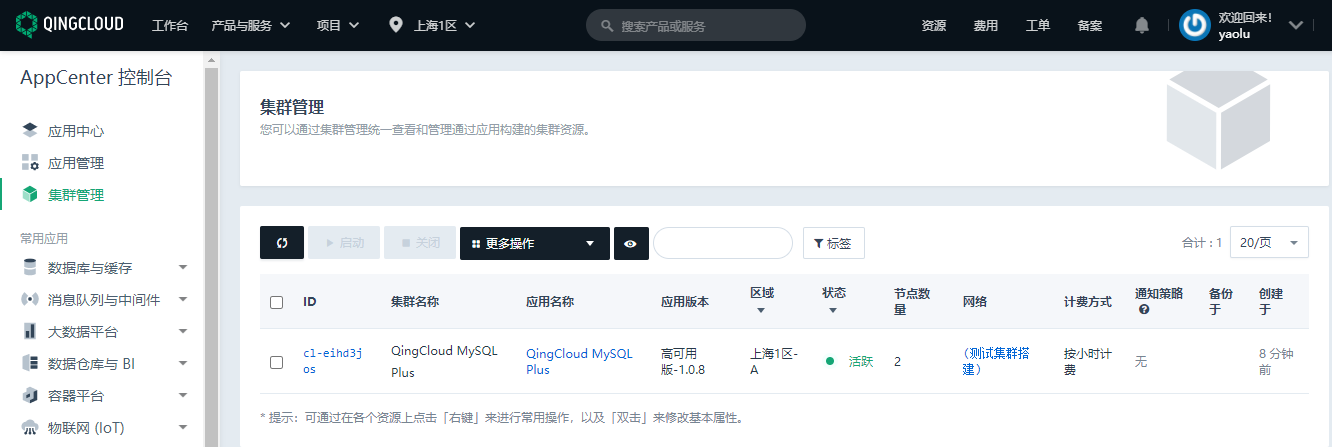 QINGCLOUD 工作台 产品与服务 项目 上海1区 搜索产品或服务 资源 费用 工单 备案 欢迎回来！
yaolu
AppCenter 控制台
应用中心
应用管理
集群管理
常用应用
数据库与缓存
消息队列与中间件
大数据平台
数据仓库与 BI
容器平台
物联网 (IoT)
集群管理
您可以通过集群管理统一查看和管理通过应用构建的集群资源。
启动 关闭 更多操作 标签 合计 : 1 20/页
ID 集群名称 应用名称 应用版本 区域 状态 节点数
量 网络 计费方式 通知策略 备份
于 创建
于
cl-eihd3j
os
QingCloud MySQL
Plus
QingCloud MySQL
Plus
高可用
版-1.0.8
上海1区-
A
活跃
2
（测试集群搭
建）
按小时计
费
无
8 分钟
前
* 提示：可通过在各个资源上点击「右键」来进行常用操作，以及「双击」来修改基本属性。